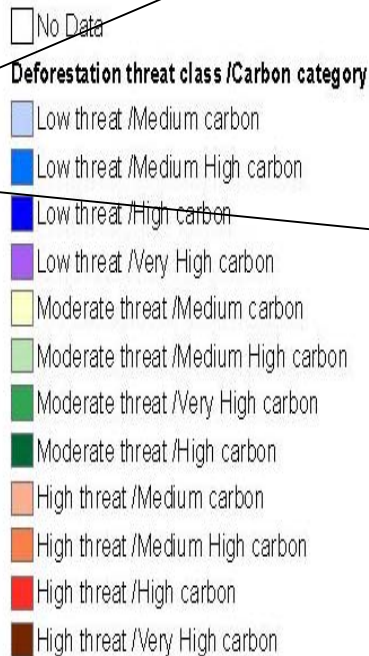 No Data
Deforestation threat class /Carbon category
Low threat /Medium carbon
Low threat /Medium High carbon
Low threat /High carbon
Low threat /Very High carbon
Moderate threat /Medium carbon
Moderate threat /Medium High carbon
Moderate threat /Very High carbon
Moderate threat /High carbon
High threat /Medium carbon
High threat /Medium High carbon
High threat /High carbon
High threat /Very High carbon